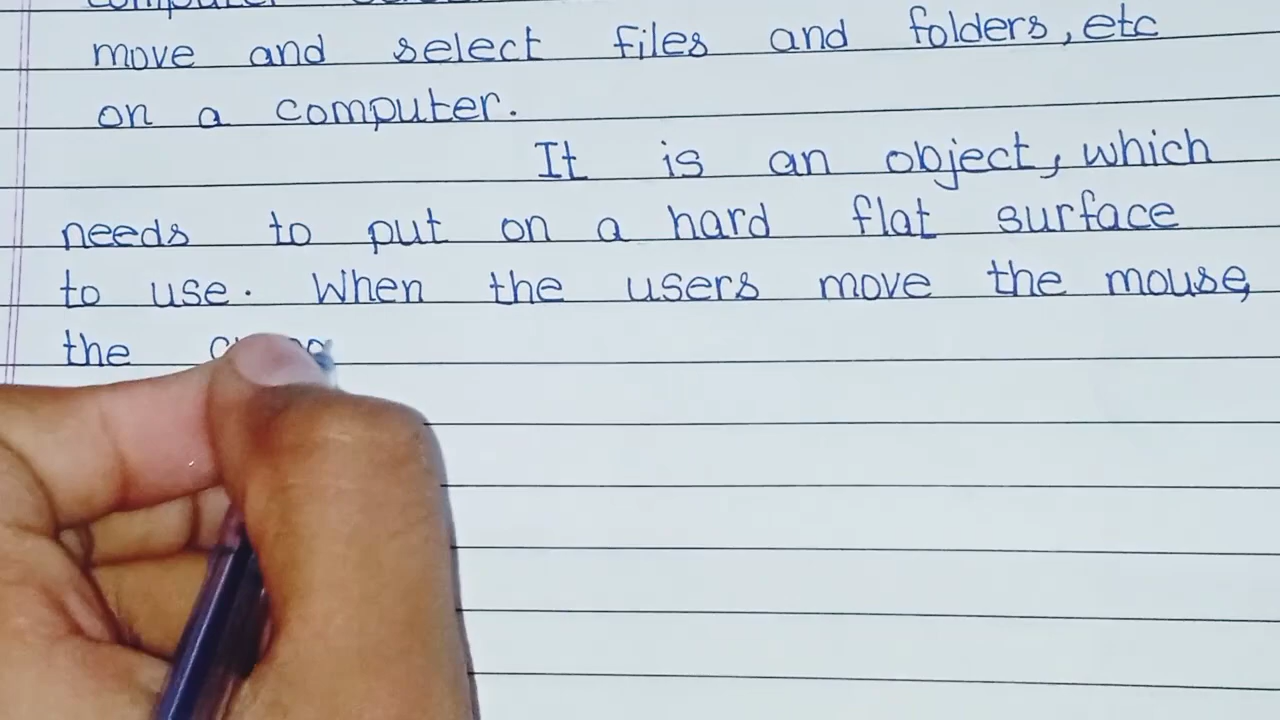 computer
move and select files and folders, etc
on a computer.
It is an object, which
needs to put on a hard flat surface
to use. When the users move the mouse,
the